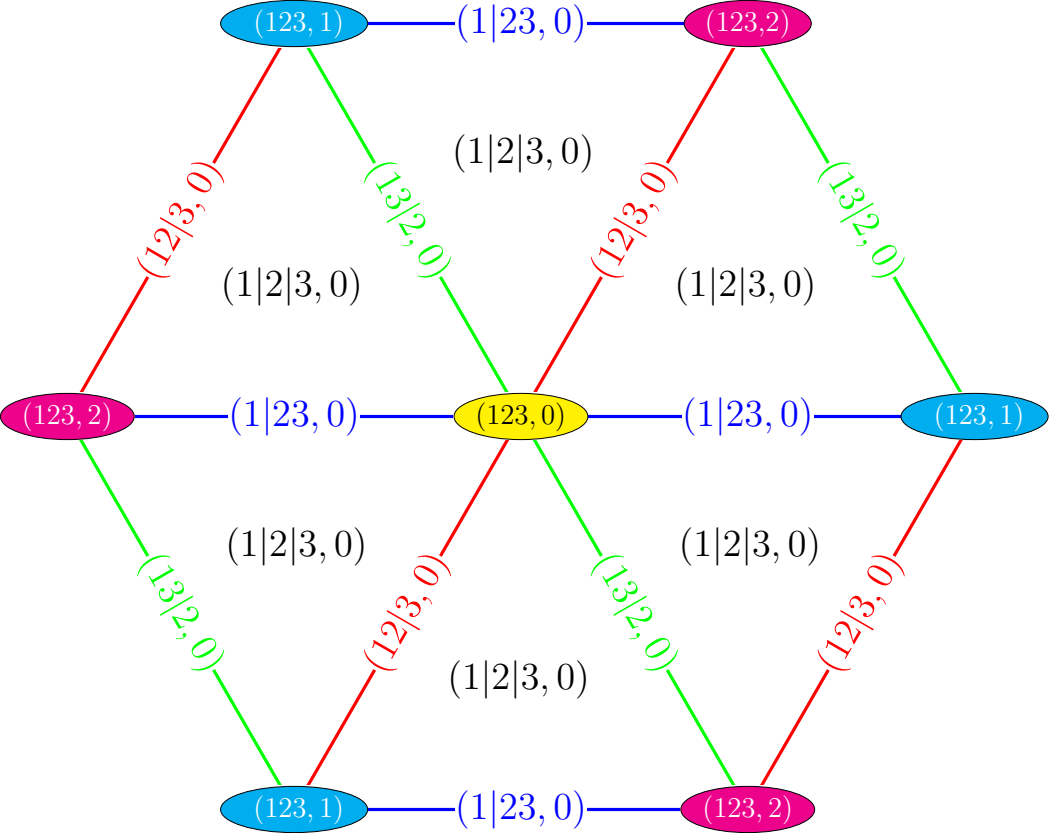 (123, 1) (1|23, 0) (123,2)
(1|2|3, 0)
(12|3, 0) (13|2, 0) (12|3, 0) (13|2, 0)
(1|2|3, 0) (1|2|3, 0)
(123, 2) (1|23, 0) (123, 0) (1|23, 0) (123, 1)
(1|2|3, 0) (1|2|3, 0)
(13|2, 0) (12|3, 0) (13|2, 0) (12|3, 0)
(1|2|3, 0)
(123, 1) (1|23, 0) (123, 2)